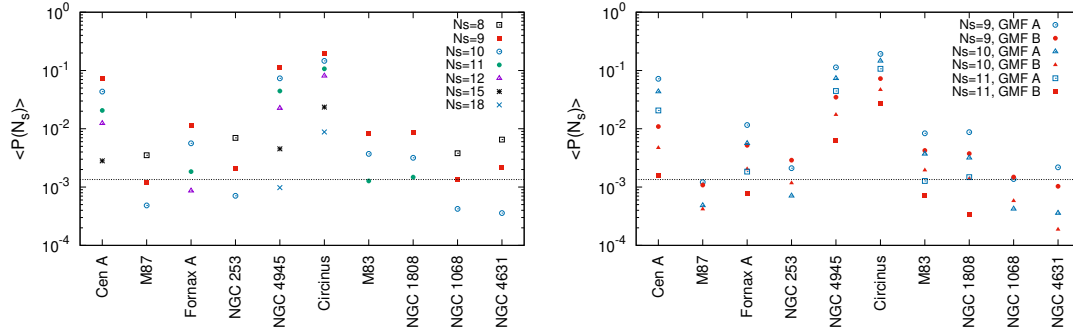 <P(Nₛ)>
10⁰
10⁻¹
10⁻²
10⁻³
10⁻⁴
Ns=8
Ns=9
Ns=10
Ns=11
Ns=12
Ns=15
Ns=18
Cen A
M87
Fornax A
NGC 253
NGC 4945
Circinus
M83
NGC 1808
NGC 1068
NGC 4631
<P(Nₛ)>
10⁰
10⁻¹
10⁻²
10⁻³
10⁻⁴
Ns=9, GMF A
Ns=9, GMF B
Ns=10, GMF A
Ns=10, GMF B
Ns=11, GMF A
Ns=11, GMF B
Cen A
M87
Fornax A
NGC 253
NGC 4945
Circinus
M83
NGC 1808
NGC 1068
NGC 4631